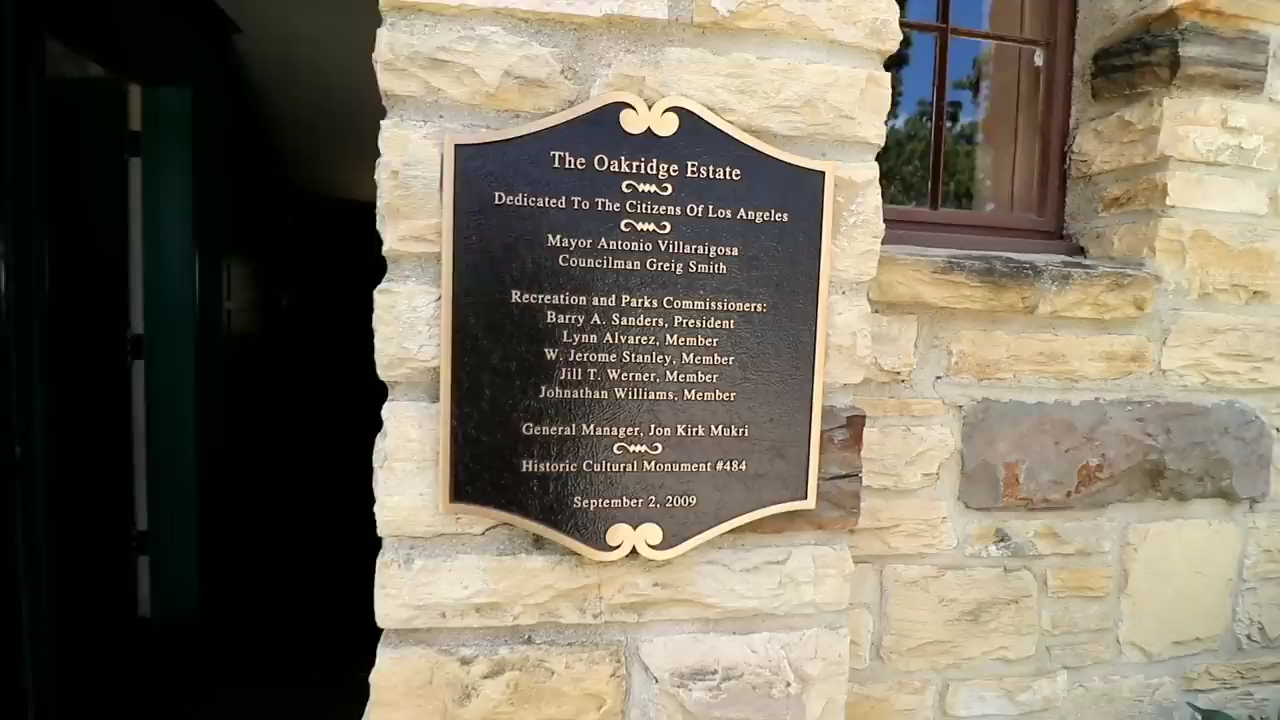 The Oakridge Estate
Dedicated To The Citizens Of Los Angeles
Mayor Antonio Villaraigosa
Councilman Greig Smith
Recreation and Parks Commissioners:
Barry A. Sanders, President
Lynn Alvarez, Member
W. Jerome Stanley, Member
Jill T. Werner, Member
Johnathan Williams, Member
General Manager, Jon Kirk Mukri
Historic Cultural Monument #484
September 2, 2009